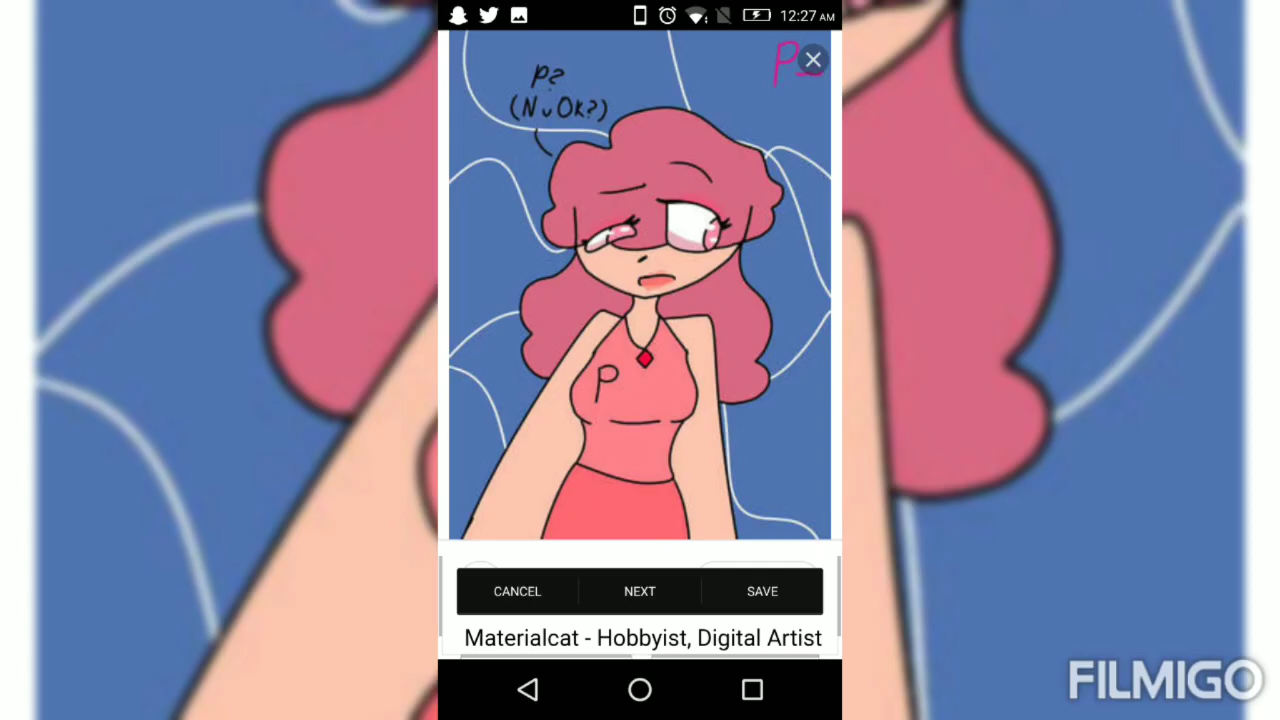 12:27 AM
P
P?
(N u OK?)
P
CANCEL NEXT SAVE
Materialcat - Hobbyist, Digital Artist
FILMIGO